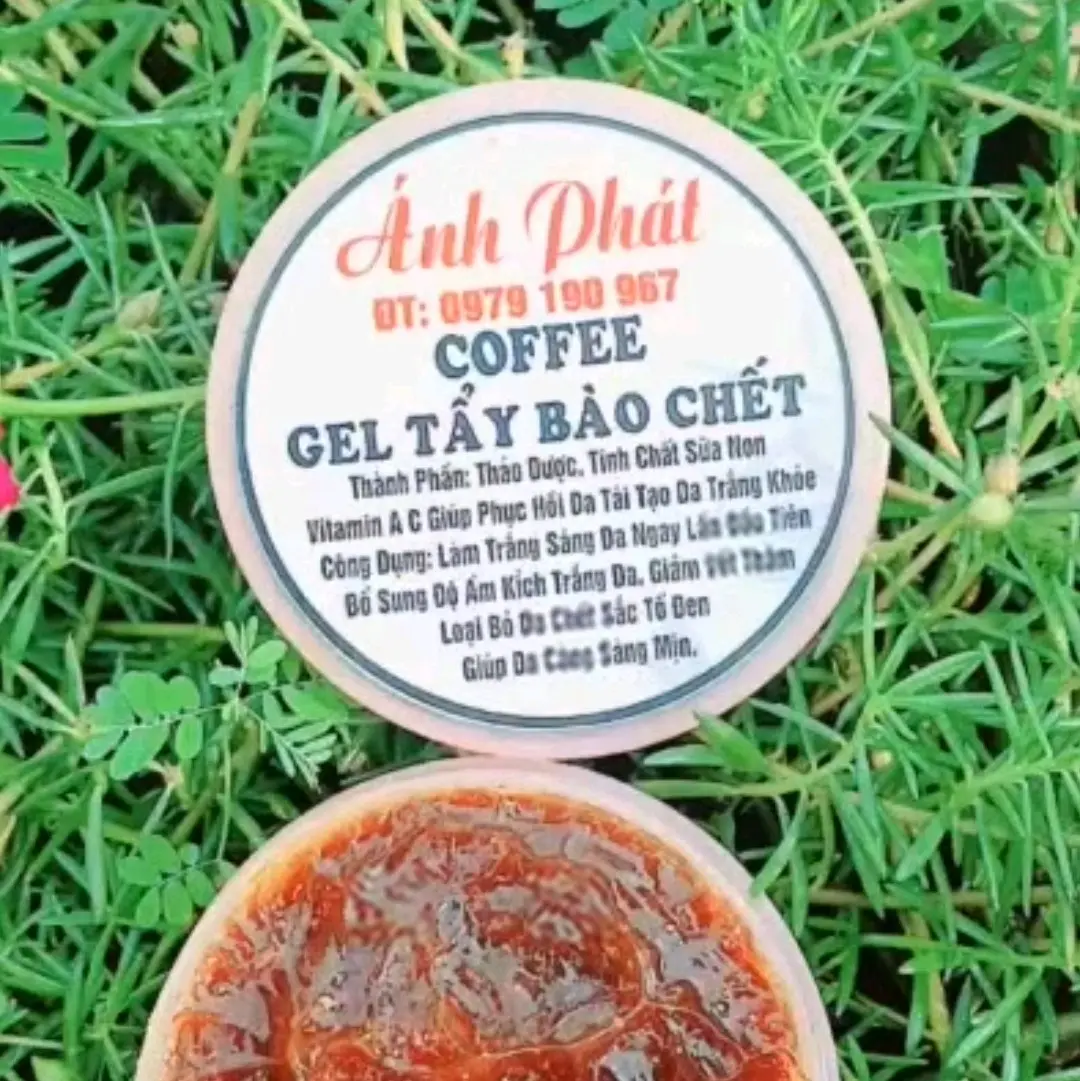 Ánh Phát
ĐT: 0979 190 967
COFFEE
GEL TẨY BÀO CHẾT
Thành Phần: Thảo Dược, Tinh Chất Sữa Non
Vitamin A C Giúp Phục Hồi Da Tái Tạo Da Trắng Khỏe
Công Dụng: Làm Trắng Sáng Da Ngay Lần Đầu Tiên
Bổ Sung Độ Ẩm Kích Trắng Da, Giảm Vết Thâm
Loại Bỏ Da Chết Sắc Tố Đen
Giúp Da Căng Sáng Mịn.